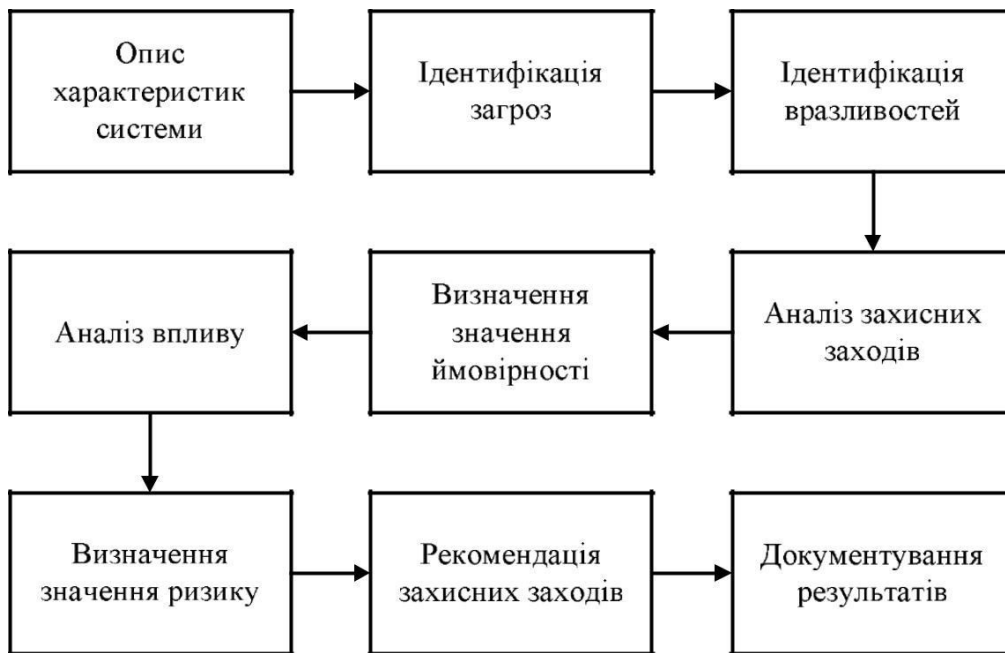 Опис
характеристик
системи
Ідентифікація
загроз
Ідентифікація
вразливостей
Аналіз захисних
заходів
Визначення
значення
ймовірності
Аналіз впливу
Визначення
значення ризику
Рекомендація
захисних заходів
Документування
результатів